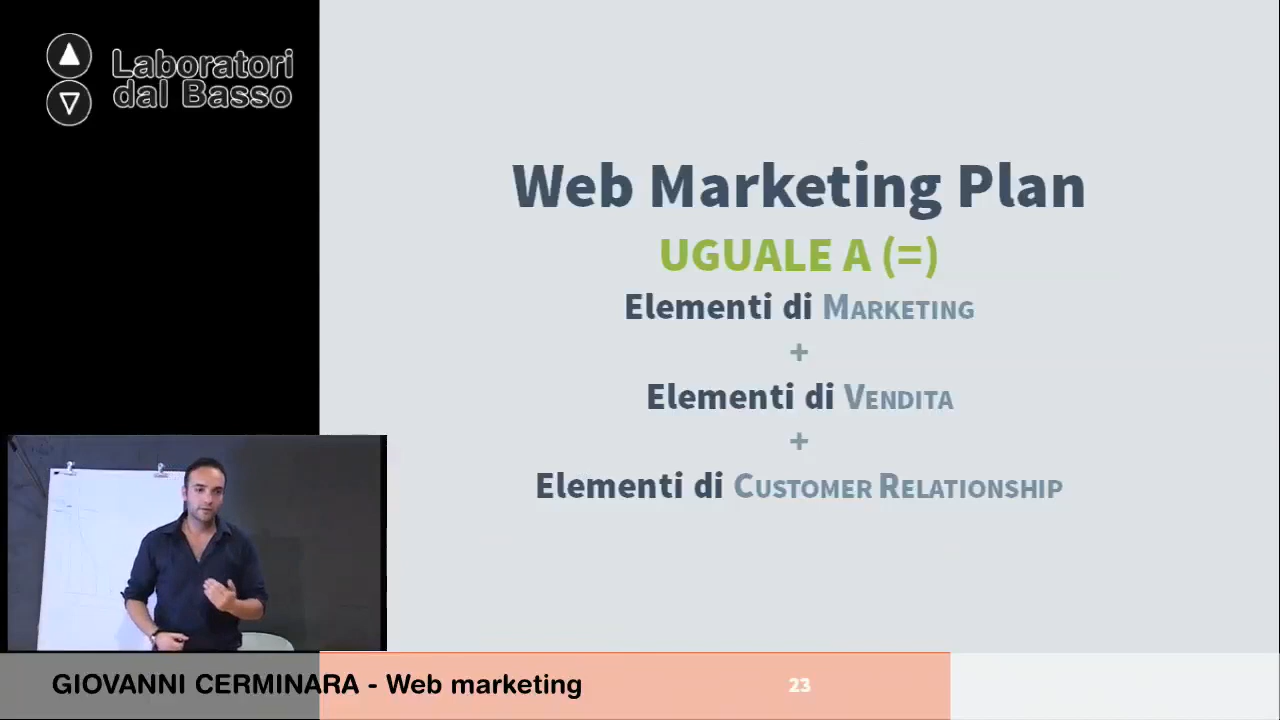 Laboratori
dal Basso
Web Marketing Plan
UGUALE A (=)
Elementi di MARKETING
+
Elementi di VENDITA
+
Elementi di CUSTOMER RELATIONSHIP
GIOVANNI CERMINARA - Web marketing
23